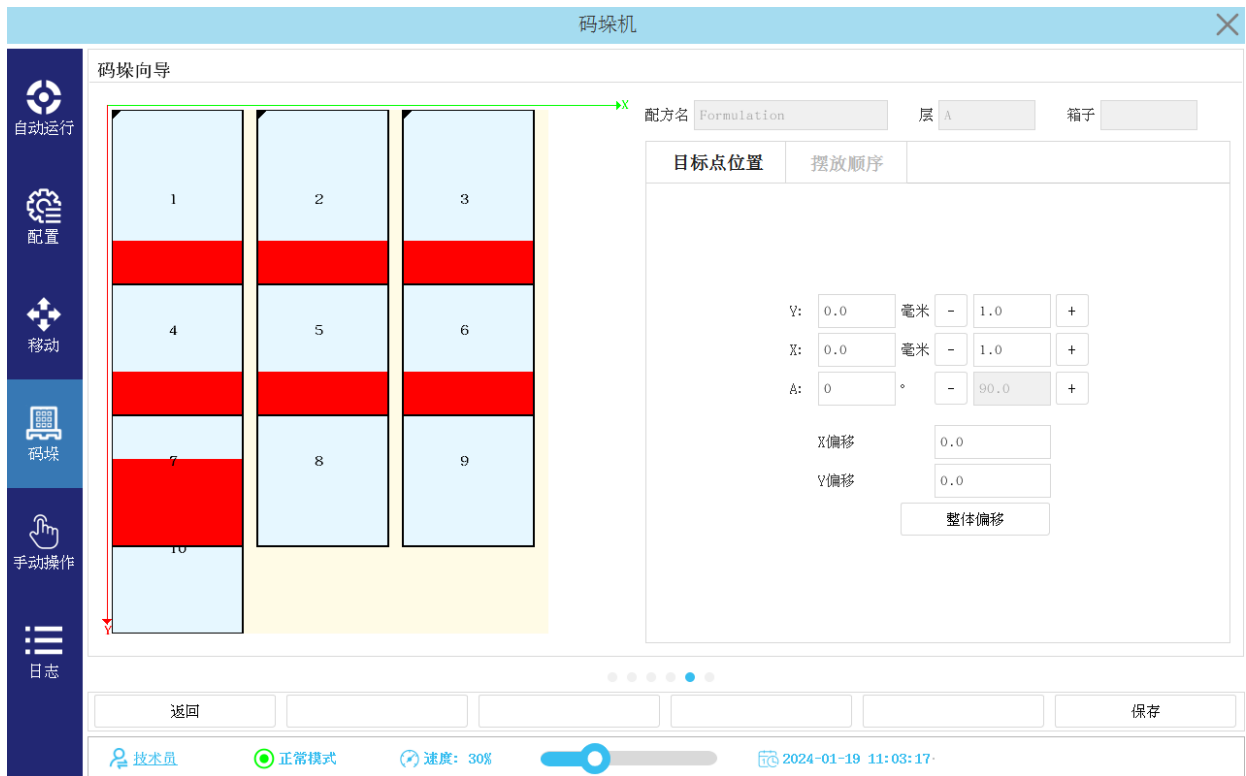 码垛机
自动运行
配置
移动
码垛
手动操作
日志
码垛向导
X
1 2 3
4 5 6
7 8 9
10
Y
配方名 Formulation 层 A 箱子
目标点位置 摆放顺序
Y: 0.0 毫米 - 1.0 +
X: 0.0 毫米 - 1.0 +
A: 0 ° - 90.0 +
X偏移 0.0
Y偏移 0.0
整体偏移
返回 保存
技术员 正常模式 速度: 30% 2024-01-19 11:03:17